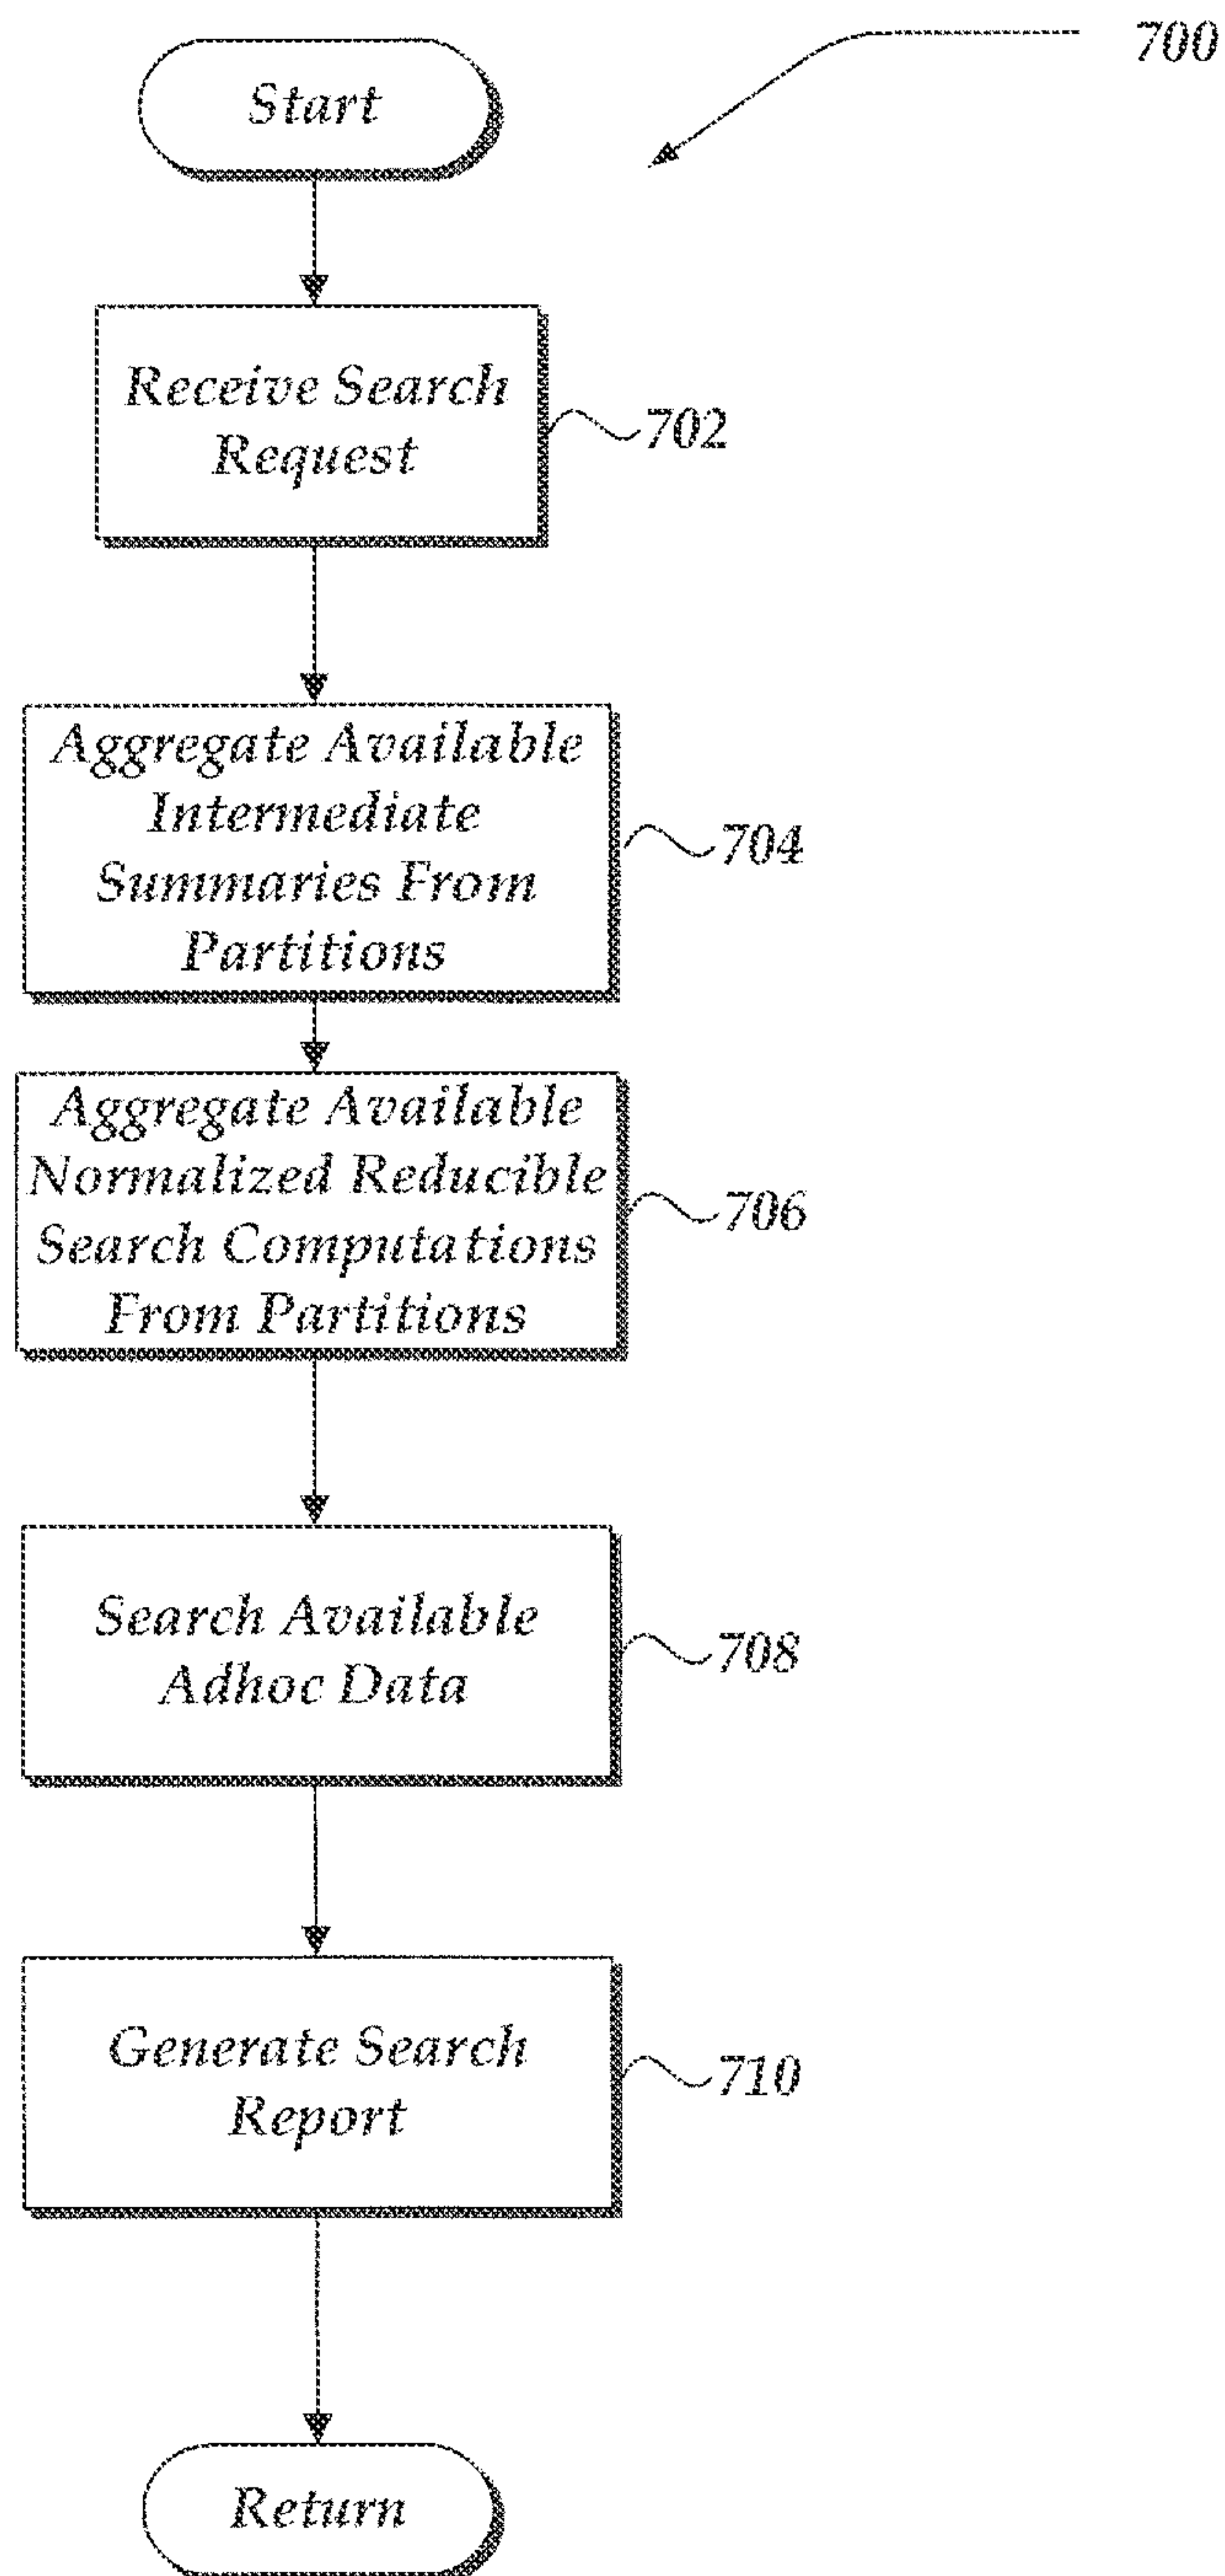 700
Start
Receive Search
Request
702
Aggregate Available
Intermediate
Summaries From
Partitions
704
Aggregate Available
Normalized Reducible
Search Computations
From Partitions
706
Search Available
Adhoc Data
708
Generate Search
Report
710
Return